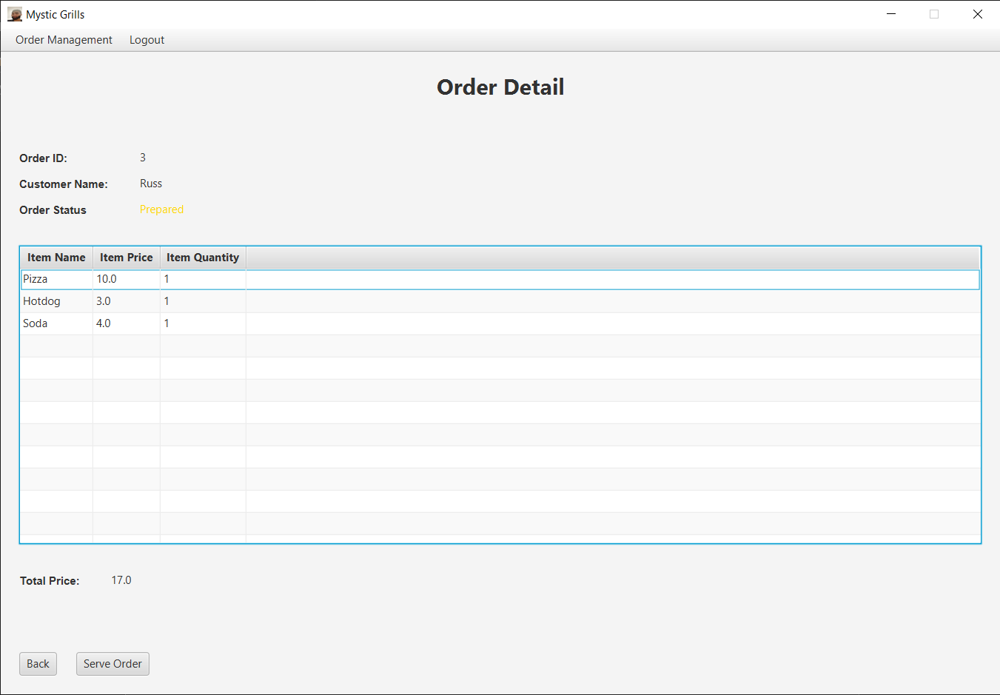 Mystic Grills
Order Management Logout
Order Detail
Order ID: 3
Customer Name: Russ
Order Status Prepared
Item Name Item Price Item Quantity
Pizza 10.0 1
Hotdog 3.0 1
Soda 4.0 1
Total Price: 17.0
Back Serve Order